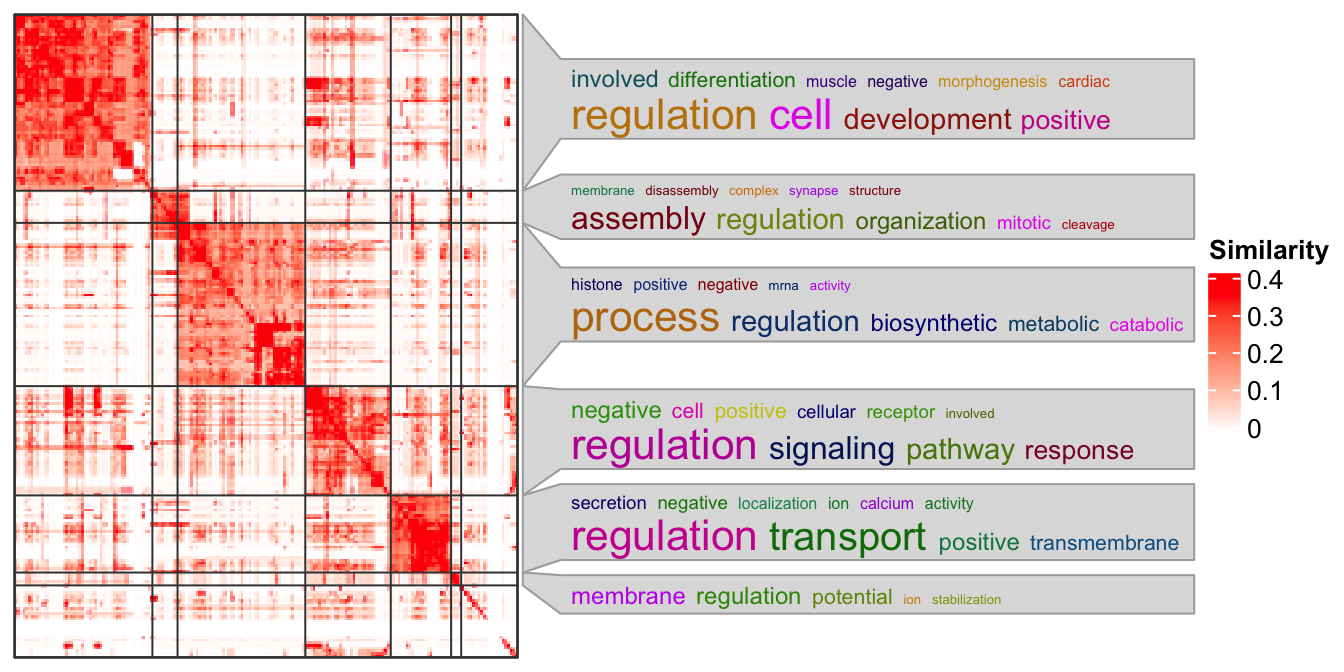 involved differentiation muscle negative morphogenesis cardiac
regulation cell development positive
membrane disassembly complex synapse structure
assembly regulation organization mitotic cleavage
histone positive negative mrna activity
process regulation biosynthetic metabolic catabolic
negative cell positive cellular receptor involved
regulation signaling pathway response
secretion negative localization ion calcium activity
regulation transport positive transmembrane
membrane regulation potential ion stabilization
Similarity
0.4
0.3
0.2
0.1
0